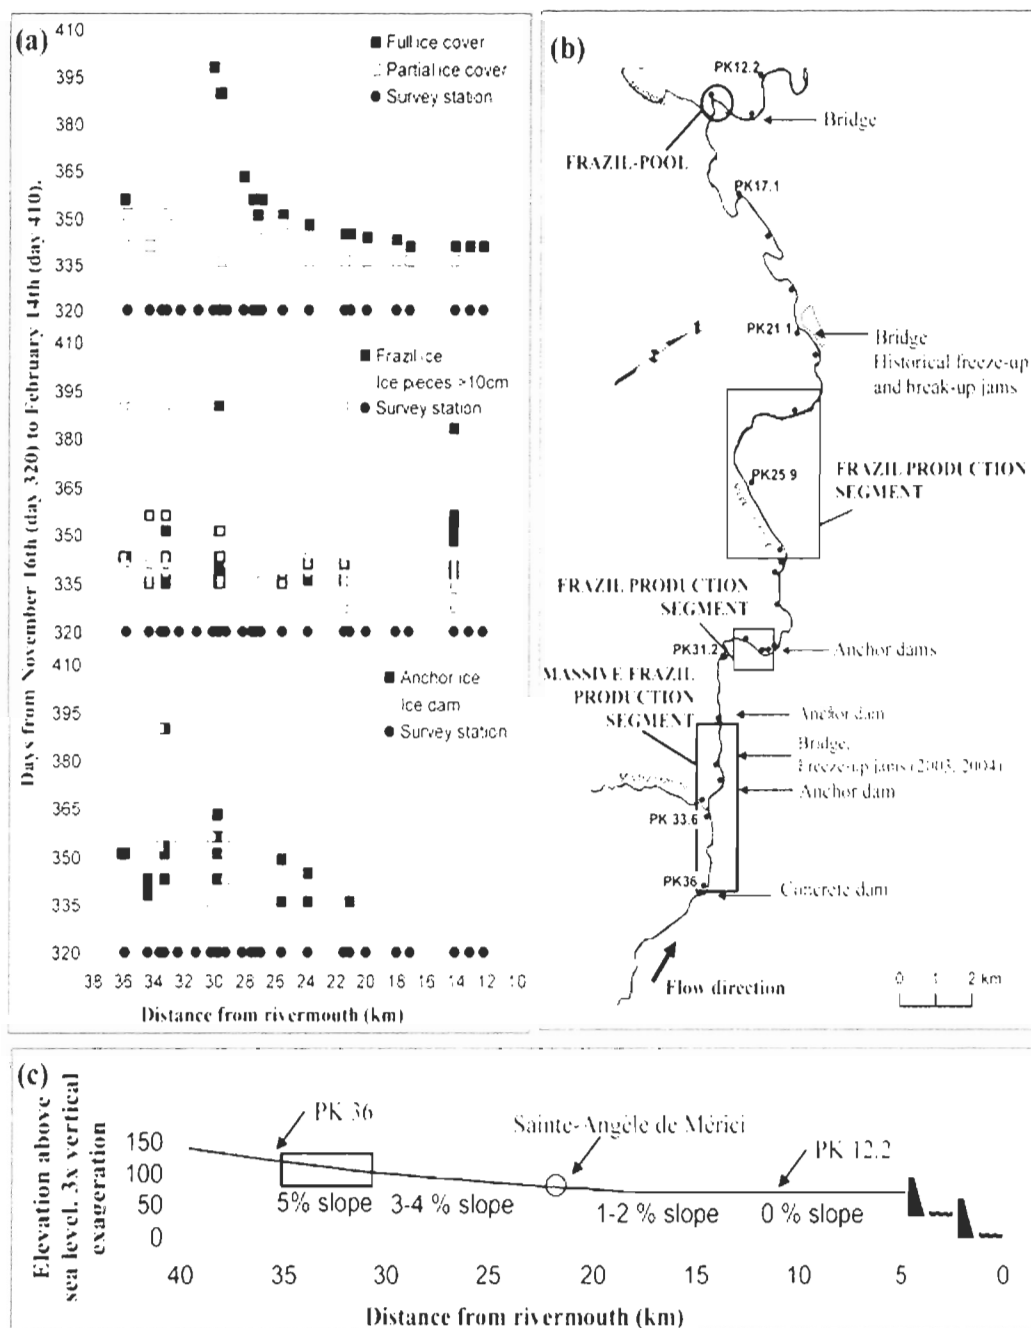 (a)
Days from November 16th (day 320) to February 14th (day 410).
410
395
380
365
350
335
320
Full ice cover
Partial ice cover
Survey station
410
395
380
365
350
335
320
Frazil ice
Ice pieces >10cm
Survey station
410
395
380
365
350
335
320
Anchor ice
Ice dam
Survey station
38 36 34 32 30 28 26 24 22 20 18 16 14 12 10
Distance from rivermouth (km)
(b)
PK12.2
Bridge
FRAZIL-POOL
PK17.1
PK21.1
Bridge
Historical freeze-up
and break-up jams
N
PK25.9
FRAZIL PRODUCTION
SEGMENT
FRAZIL PRODUCTION
SEGMENT
PK31.2
Anchor dams
MASSIVE FRAZIL
PRODUCTION
SEGMENT
Anchor dam
Bridge,
Freeze-up jams (2003, 2004)
Anchor dam
PK 33.6
PK36
Concrete dam
Flow direction
0 1 2 km
(c)
Elevation above
sea level. 3x vertical
exageration
150
100
50
0
PK 36
Sainte-Angèle de Mérici
PK 12.2
5% slope
3-4 % slope
1-2 % slope
0 % slope
40 35 30 25 20 15 10 5 0
Distance from rivermouth (km)